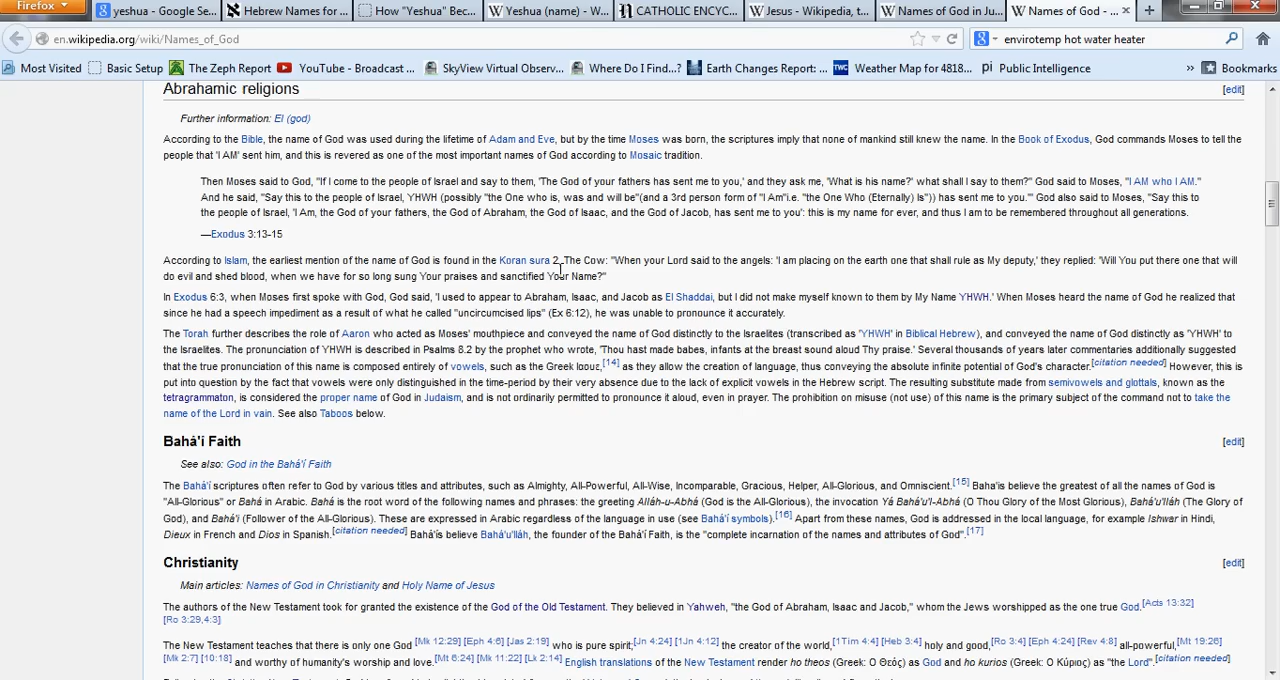 Firefox
yeshua - Google Se...
Hebrew Names for ...
How "Yeshua" Bec...
Yeshua (name) - W...
CATHOLIC ENCYC...
Jesus - Wikipedia, t...
Names of God in Ju...
Names of God - ...
en.wikipedia.org/wiki/Names_of_God
envirotemp hot water heater
Most Visited Basic Setup The Zeph Report YouTube - Broadcast ... SkyView Virtual Observ... Where Do I Find...? Earth Changes Report: ... Weather Map for 4818... Public Intelligence » Bookmarks
Abrahamic religions [edit]
Further information: El (god)
According to the Bible, the name of God was used during the lifetime of Adam and Eve, but by the time Moses was born, the scriptures imply that none of mankind still knew the name. In the Book of Exodus, God commands Moses to tell the
people that 'I AM' sent him, and this is revered as one of the most important names of God according to Mosaic tradition.
Then Moses said to God, "If I come to the people of Israel and say to them, 'The God of your fathers has sent me to you,' and they ask me, 'What is his name?' what shall I say to them?" God said to Moses, "I AM who I AM."
And he said, "Say this to the people of Israel, YHWH (possibly "the One who is, was and will be"(and a 3rd person form of "I Am"i.e. "the One Who (Eternally) Is")) has sent me to you."' God also said to Moses, "Say this to
the people of Israel, 'I Am, the God of your fathers, the God of Abraham, the God of Isaac, and the God of Jacob, has sent me to you': this is my name for ever, and thus I am to be remembered throughout all generations.
—Exodus 3:13-15
According to Islam, the earliest mention of the name of God is found in the Koran sura 2, The Cow: "When your Lord said to the angels: 'I am placing on the earth one that shall rule as My deputy,' they replied: 'Will You put there one that will
do evil and shed blood, when we have for so long sung Your praises and sanctified Your Name?"
In Exodus 6:3, when Moses first spoke with God, God said, 'I used to appear to Abraham, Isaac, and Jacob as El Shaddai, but I did not make myself known to them by My Name YHWH.' When Moses heard the name of God he realized that
since he had a speech impediment as a result of what he called "uncircumcised lips" (Ex 6:12), he was unable to pronounce it accurately.
The Torah further describes the role of Aaron who acted as Moses' mouthpiece and conveyed the name of God distinctly to the Israelites (transcribed as 'YHWH' in Biblical Hebrew), and conveyed the name of God distinctly as 'YHWH' to
the Israelites. The pronunciation of YHWH is described in Psalms 8.2 by the prophet who wrote, 'Thou hast made babes, infants at the breast sound aloud Thy praise.' Several thousands of years later commentaries additionally suggested
that the true pronunciation of this name is composed entirely of vowels, such as the Greek Ιαουε,[14] as they allow the creation of language, thus conveying the absolute infinite potential of God's character.[citation needed] However, this is
put into question by the fact that vowels were only distinguished in the time-period by their very absence due to the lack of explicit vowels in the Hebrew script. The resulting substitute made from semivowels and glottals, known as the
tetragrammaton, is considered the proper name of God in Judaism, and is not ordinarily permitted to pronounce it aloud, even in prayer. The prohibition on misuse (not use) of this name is the primary subject of the command not to take the
name of the Lord in vain. See also Taboos below.
Bahá'í Faith [edit]
See also: God in the Bahá'í Faith
The Bahá'í scriptures often refer to God by various titles and attributes, such as Almighty, All-Powerful, All-Wise, Incomparable, Gracious, Helper, All-Glorious, and Omniscient.[15] Baha'is believe the greatest of all the names of God is
"All-Glorious" or Bahá in Arabic. Bahá is the root word of the following names and phrases: the greeting Alláh-u-Abhá (God is the All-Glorious), the invocation Yá Bahá'u'l-Abhá (O Thou Glory of the Most Glorious), Bahá'u'lláh (The Glory of
God), and Bahá'í (Follower of the All-Glorious). These are expressed in Arabic regardless of the language in use (see Bahá'í symbols).[16] Apart from these names, God is addressed in the local language, for example Ishwar in Hindi,
Dieux in French and Dios in Spanish.[citation needed] Bahá'ís believe Bahá'u'lláh, the founder of the Bahá'í Faith, is the "complete incarnation of the names and attributes of God".[17]
Christianity [edit]
Main articles: Names of God in Christianity and Holy Name of Jesus
The authors of the New Testament took for granted the existence of the God of the Old Testament. They believed in Yahweh, "the God of Abraham, Isaac and Jacob," whom the Jews worshipped as the one true God.[Acts 13:32]
[Ro 3:29,4:3]
The New Testament teaches that there is only one God [Mk 12:29] [Eph 4:6] [Jas 2:19] who is pure spirit;[Jn 4:24] [1Jn 4:12] the creator of the world,[1Tim 4:4] [Heb 3:4] holy and good,[Ro 3:4] [Eph 4:24] [Rev 4:8] all-powerful,[Mt 19:26]
[Mk 2:7] [10:18] and worthy of humanity's worship and love.[Mt 6:24] [Mk 11:22] [Lk 2:14] English translations of the New Testament render ho theos (Greek: Ο Θεός) as God and ho kurios (Greek: Ο Κύριος) as "the Lord".[citation needed]